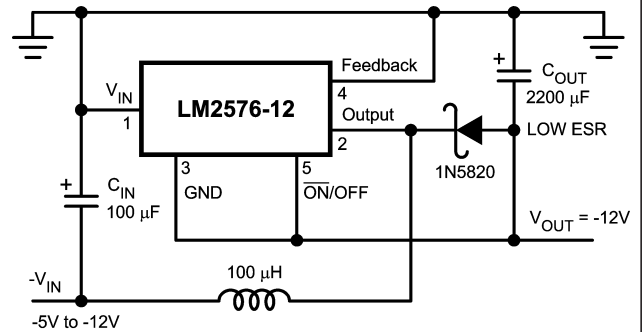 Feedback
4
+
C_OUT
2200 µF
V_IN
1
LM2576-12
Output
2
LOW ESR
1N5820
3
GND
5
ON/OFF
+
C_IN
100 µF
V_OUT = -12V
100 µH
-V_IN
-5V to -12V